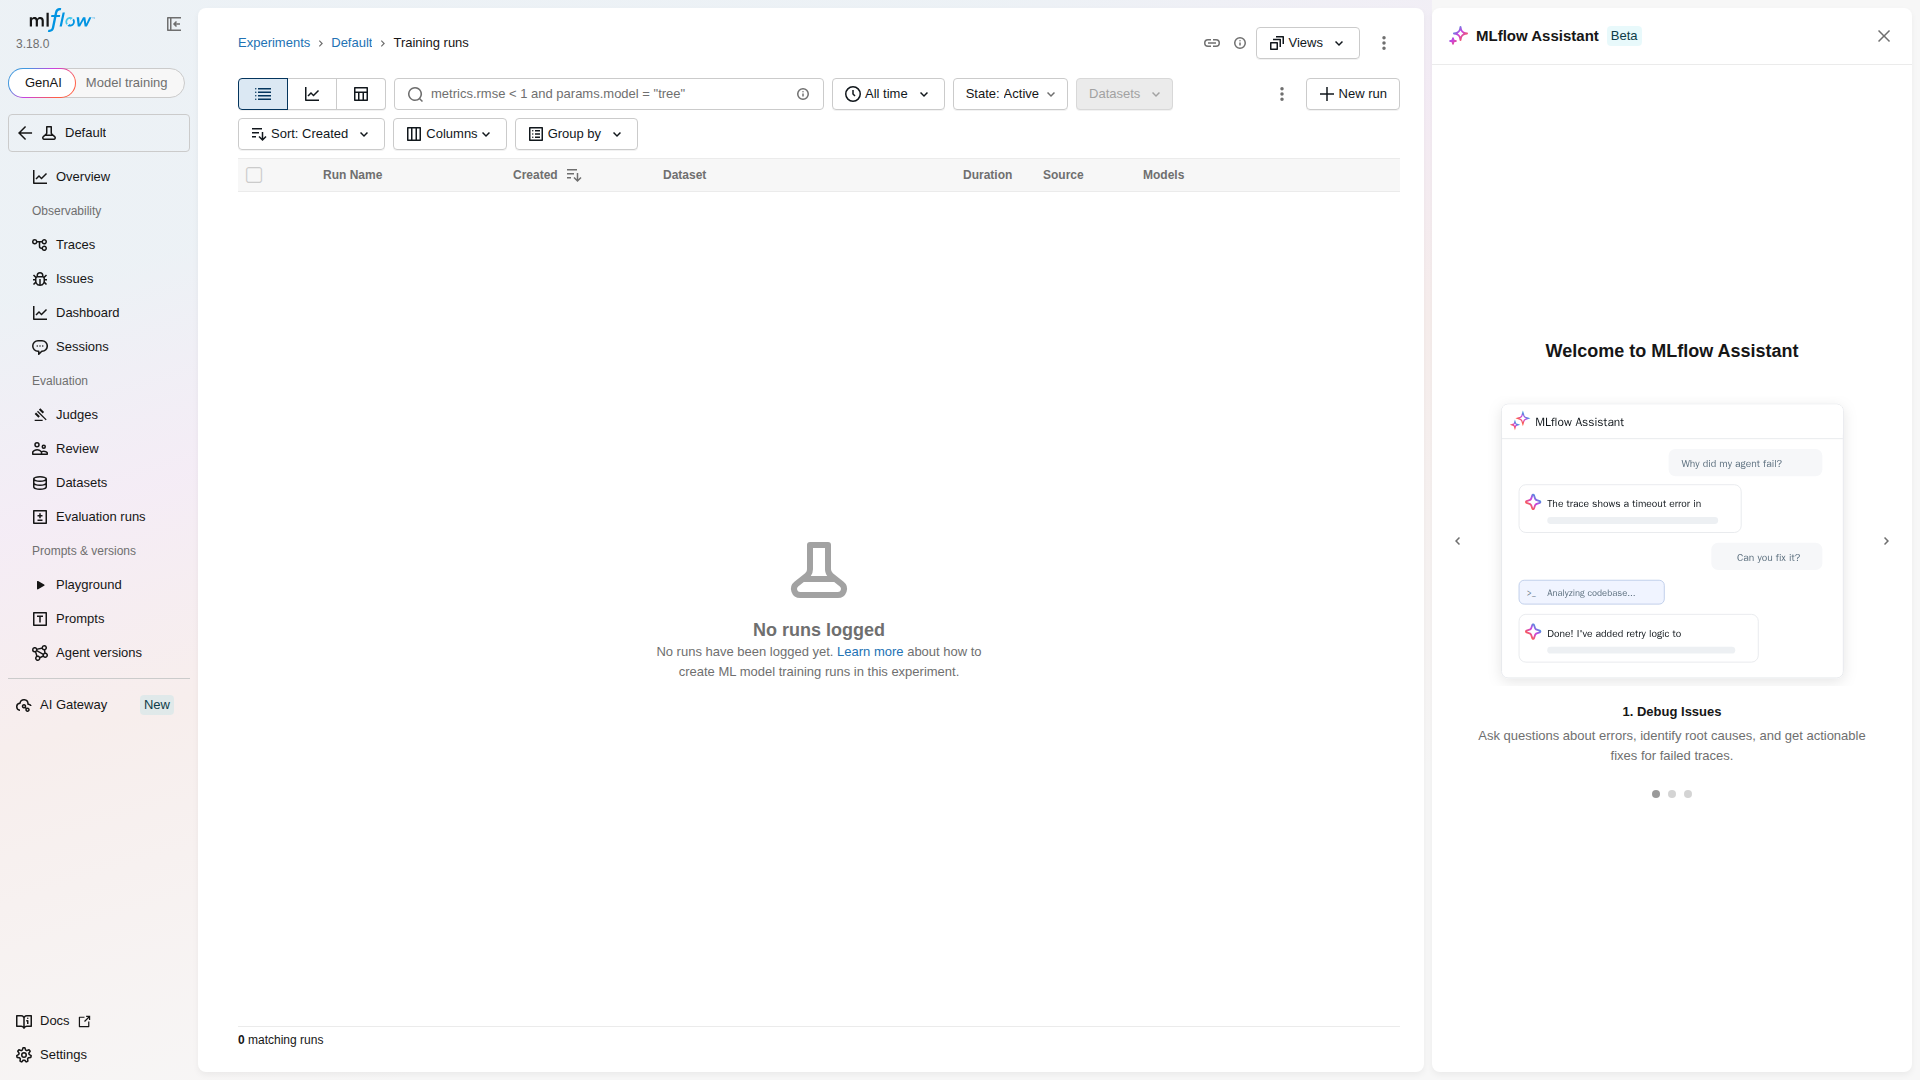 mlflow
3.18.0
GenAI
Model training
Default
Overview
Observability
Traces
Issues
Dashboard
Sessions
Evaluation
Judges
Review
Datasets
Evaluation runs
Prompts & versions
Playground
Prompts
Agent versions
AI Gateway
New
Docs
Settings
Experiments > Default > Training runs
Views
metrics.rmse < 1 and params.model = "tree"
All time
State: Active
Datasets
New run
Sort: Created
Columns
Group by
Run Name
Created
Dataset
Duration
Source
Models
No runs logged
No runs have been logged yet. Learn more about how to
create ML model training runs in this experiment.
0 matching runs
MLflow Assistant
Beta
Welcome to MLflow Assistant
MLflow Assistant
Why did my agent fail?
The trace shows a timeout error in
Can you fix it?
>_ Analyzing codebase...
Done! I've added retry logic to
1. Debug Issues
Ask questions about errors, identify root causes, and get actionable
fixes for failed traces.